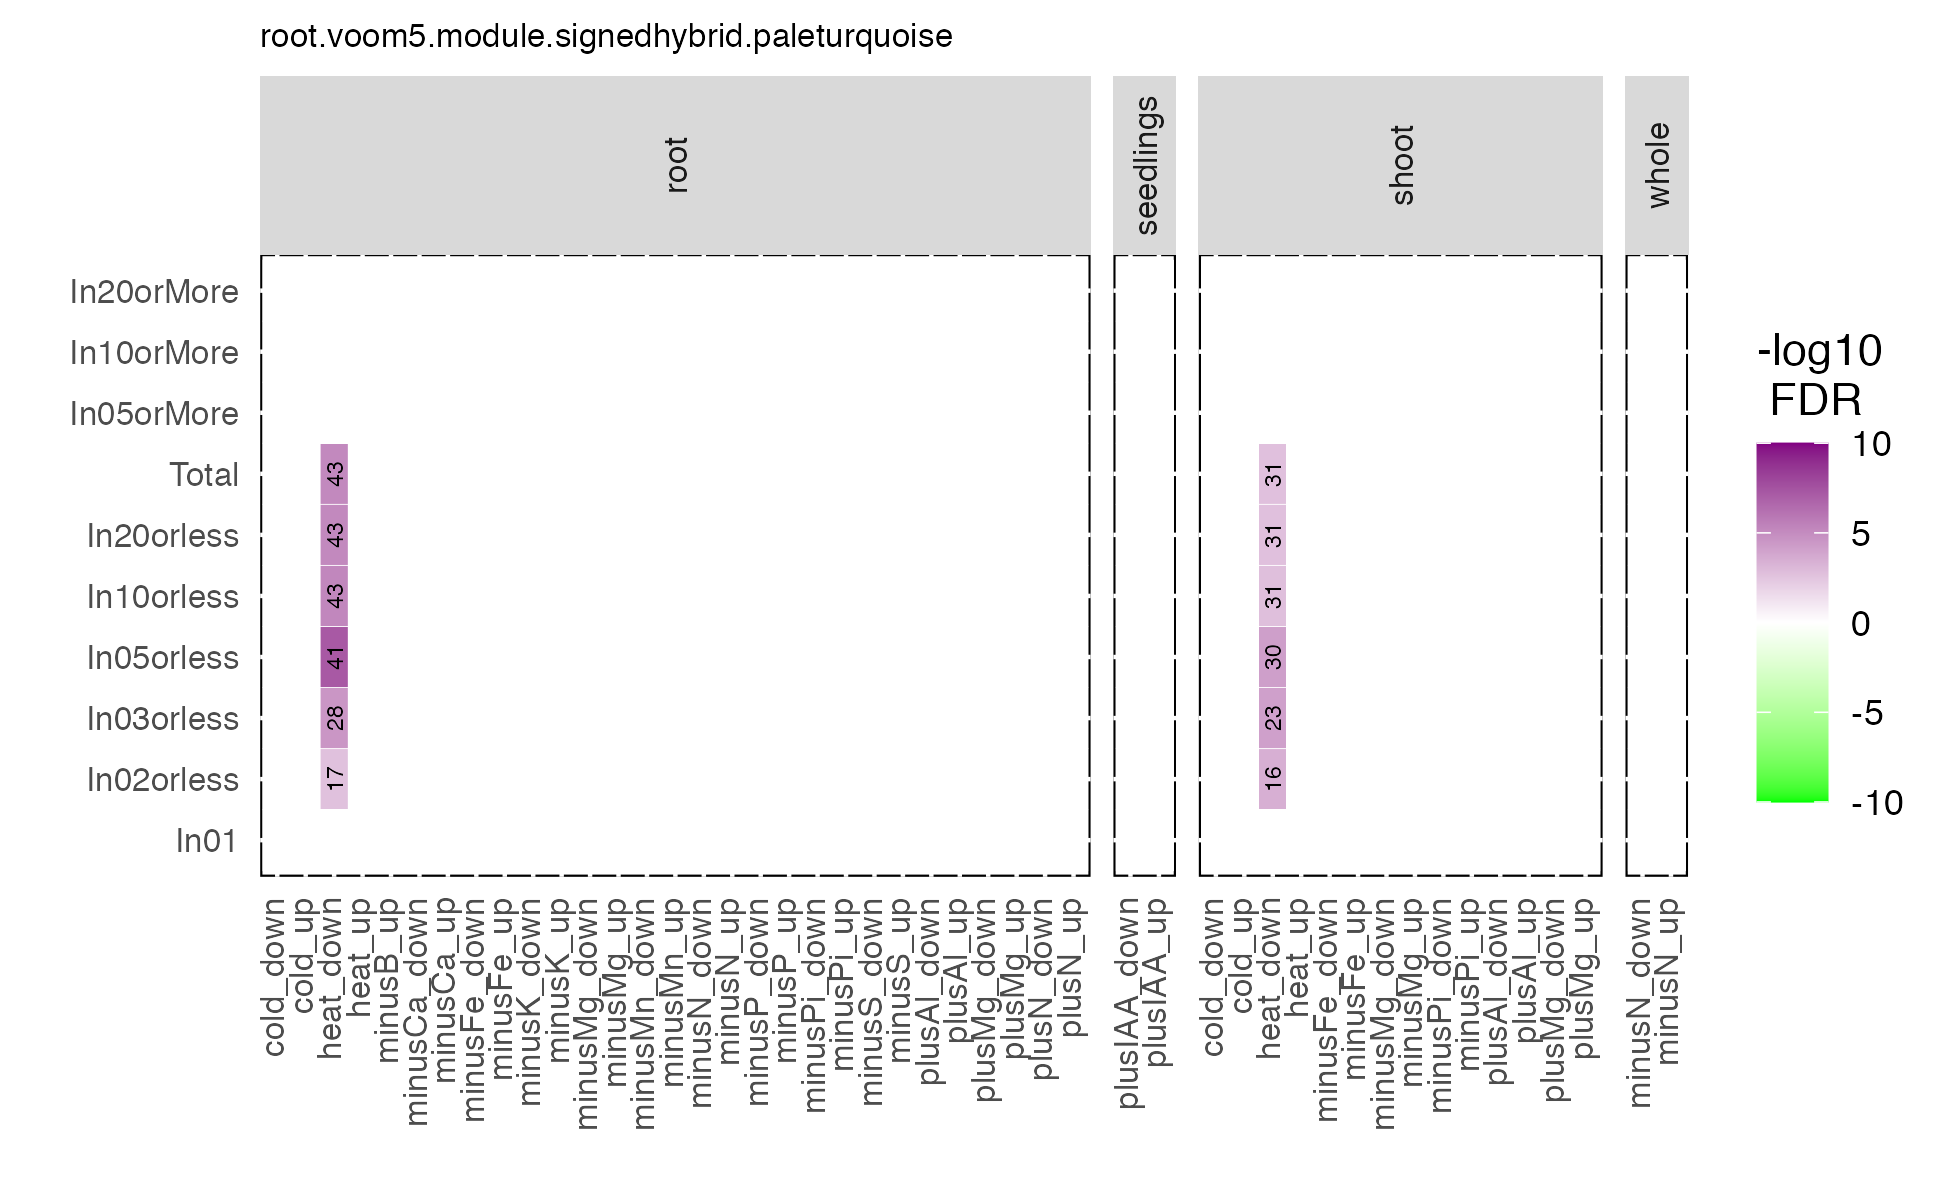 root.voom5.module.signedhybrid.paleturquoise
root
seedlings
shoot
whole
In20orMore
In10orMore
In05orMore
Total
43
31
In20orless
43
31
In10orless
43
31
In05orless
41
30
In03orless
28
23
In02orless
17
16
In01
cold_down
cold_up
heat_down
heat_up
minusB_up
minusCa_down
minusCa_up
minusFe_down
minusFe_up
minusK_down
minusK_up
minusMg_down
minusMg_up
minusMn_down
minusMn_up
minusN_down
minusN_up
minusP_down
minusP_up
minusPi_down
minusPi_up
minusS_down
minusS_up
plusAl_down
plusAl_up
plusMg_down
plusMg_up
plusN_down
plusN_up
plusIAA_down
plusIAA_up
cold_down
cold_up
heat_down
heat_up
minusFe_down
minusFe_up
minusMg_down
minusMg_up
minusPi_down
minusPi_up
plusAl_down
plusAl_up
plusMg_down
plusMg_up
minusN_down
minusN_up
-log10
FDR
10
5
0
-5
-10